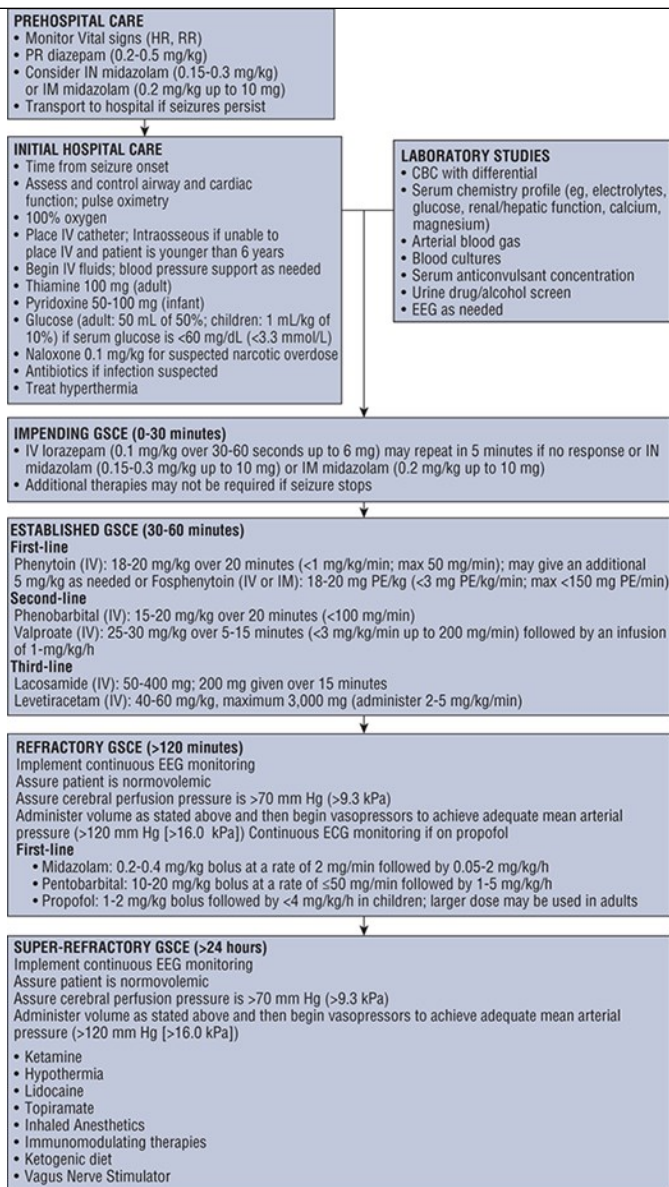 PREHOSPITAL CARE
• Monitor Vital signs (HR, RR)
• PR diazepam (0.2-0.5 mg/kg)
• Consider IN midazolam (0.15-0.3 mg/kg)
or IM midazolam (0.2 mg/kg up to 10 mg)
• Transport to hospital if seizures persist
INITIAL HOSPITAL CARE
• Time from seizure onset
• Assess and control airway and cardiac
function; pulse oximetry
• 100% oxygen
• Place IV catheter; Intraosseous if unable to
place IV and patient is younger than 6 years
• Begin IV fluids; blood pressure support as needed
• Thiamine 100 mg (adult)
• Pyridoxine 50-100 mg (infant)
• Glucose (adult: 50 mL of 50%; children: 1 mL/kg of
10%) if serum glucose is <60 mg/dL (<3.3 mmol/L)
• Naloxone 0.1 mg/kg for suspected narcotic overdose
• Antibiotics if infection suspected
• Treat hyperthermia
LABORATORY STUDIES
• CBC with differential
• Serum chemistry profile (eg, electrolytes,
glucose, renal/hepatic function, calcium,
magnesium)
• Arterial blood gas
• Blood cultures
• Serum anticonvulsant concentration
• Urine drug/alcohol screen
• EEG as needed
IMPENDING GSCE (0-30 minutes)
• IV lorazepam (0.1 mg/kg over 30-60 seconds up to 6 mg) may repeat in 5 minutes if no response or IN
midazolam (0.15-0.3 mg/kg up to 10 mg) or IM midazolam (0.2 mg/kg up to 10 mg)
• Additional therapies may not be required if seizure stops
ESTABLISHED GSCE (30-60 minutes)
First-line
Phenytoin (IV): 18-20 mg/kg over 20 minutes (<1 mg/kg/min; max 50 mg/min); may give an additional
5 mg/kg as needed or Fosphenytoin (IV or IM): 18-20 mg PE/kg (<3 mg PE/kg/min; max <150 mg PE/min)
Second-line
Phenobarbital (IV): 15-20 mg/kg over 20 minutes (<100 mg/min)
Valproate (IV): 25-30 mg/kg over 5-15 minutes (<3 mg/kg/min up to 200 mg/min) followed by an infusion
of 1-mg/kg/h
Third-line
Lacosamide (IV): 50-400 mg; 200 mg given over 15 minutes
Levetiracetam (IV): 40-60 mg/kg, maximum 3,000 mg (administer 2-5 mg/kg/min)
REFRACTORY GSCE (>120 minutes)
Implement continuous EEG monitoring
Assure patient is normovolemic
Assure cerebral perfusion pressure is >70 mm Hg (>9.3 kPa)
Administer volume as stated above and then begin vasopressors to achieve adequate mean arterial
pressure (>120 mm Hg [>16.0 kPa]) Continuous ECG monitoring if on propofol
First-line
• Midazolam: 0.2-0.4 mg/kg bolus at a rate of 2 mg/min followed by 0.05-2 mg/kg/h
• Pentobarbital: 10-20 mg/kg bolus at a rate of ≤50 mg/min followed by 1-5 mg/kg/h
• Propofol: 1-2 mg/kg bolus followed by <4 mg/kg/h in children; larger dose may be used in adults
SUPER-REFRACTORY GSCE (>24 hours)
Implement continuous EEG monitoring
Assure patient is normovolemic
Assure cerebral perfusion pressure is >70 mm Hg (>9.3 kPa)
Administer volume as stated above and then begin vasopressors to achieve adequate mean arterial
pressure (>120 mm Hg [>16.0 kPa])
• Ketamine
• Hypothermia
• Lidocaine
• Topiramate
• Inhaled Anesthetics
• Immunomodulating therapies
• Ketogenic diet
• Vagus Nerve Stimulator